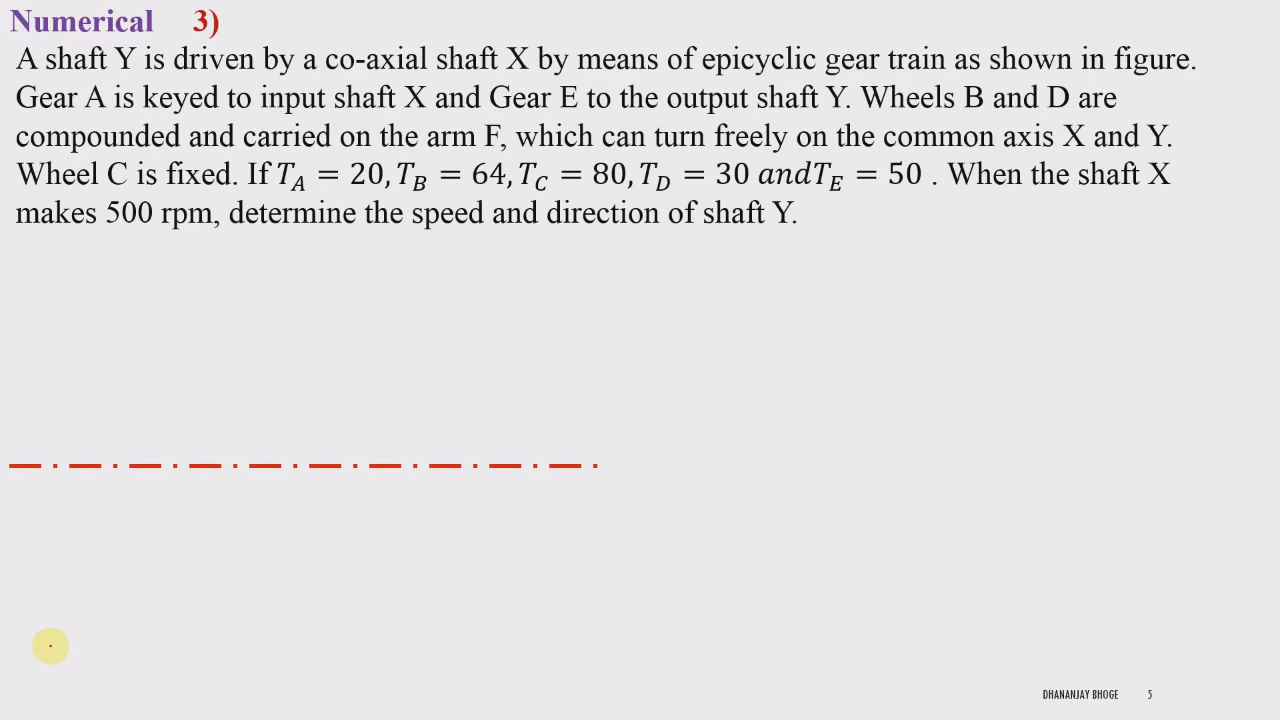 Numerical 3)
A shaft Y is driven by a co-axial shaft X by means of epicyclic gear train as shown in figure.
Gear A is keyed to input shaft X and Gear E to the output shaft Y. Wheels B and D are
compounded and carried on the arm F, which can turn freely on the common axis X and Y.
Wheel C is fixed. If T_A = 20, T_B = 64, T_C = 80, T_D = 30 andT_E = 50 . When the shaft X
makes 500 rpm, determine the speed and direction of shaft Y.
DHANANJAY BHOGE 5